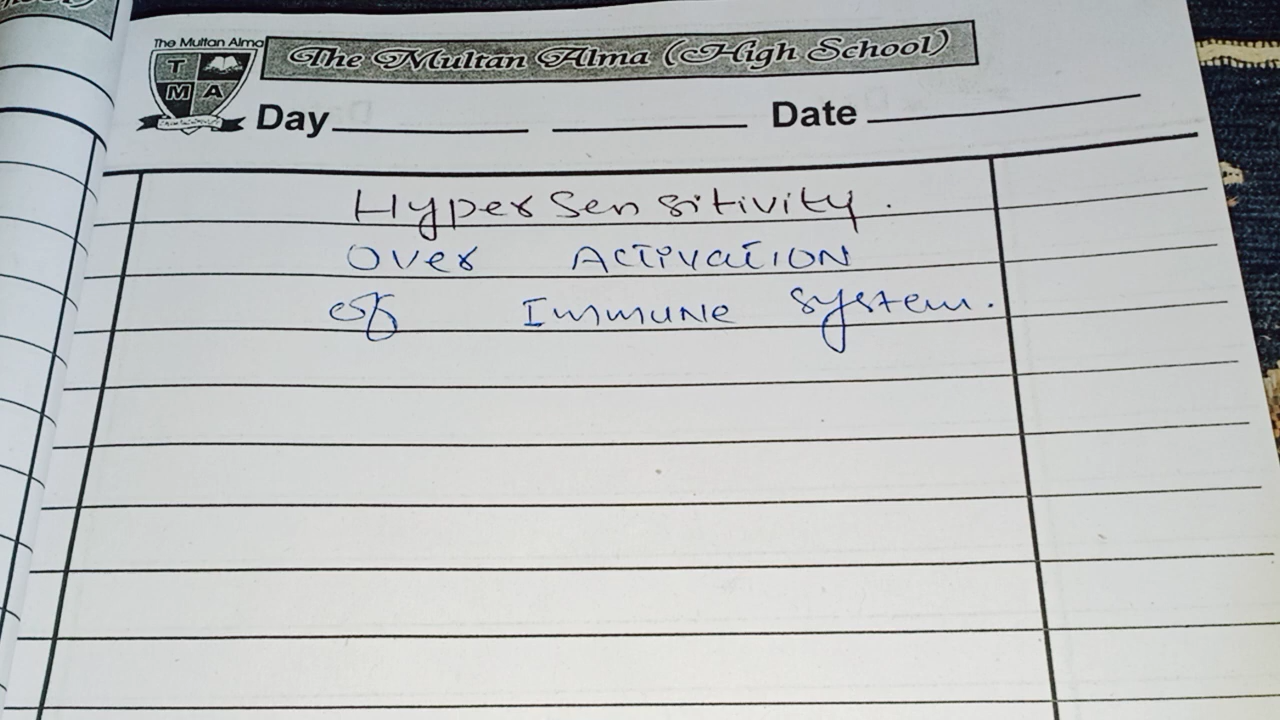 The Multan Alma
The Multan Alma (High School)
T
M A
Day Date
Hypersensitivity.
Over Activation
of Immune system.